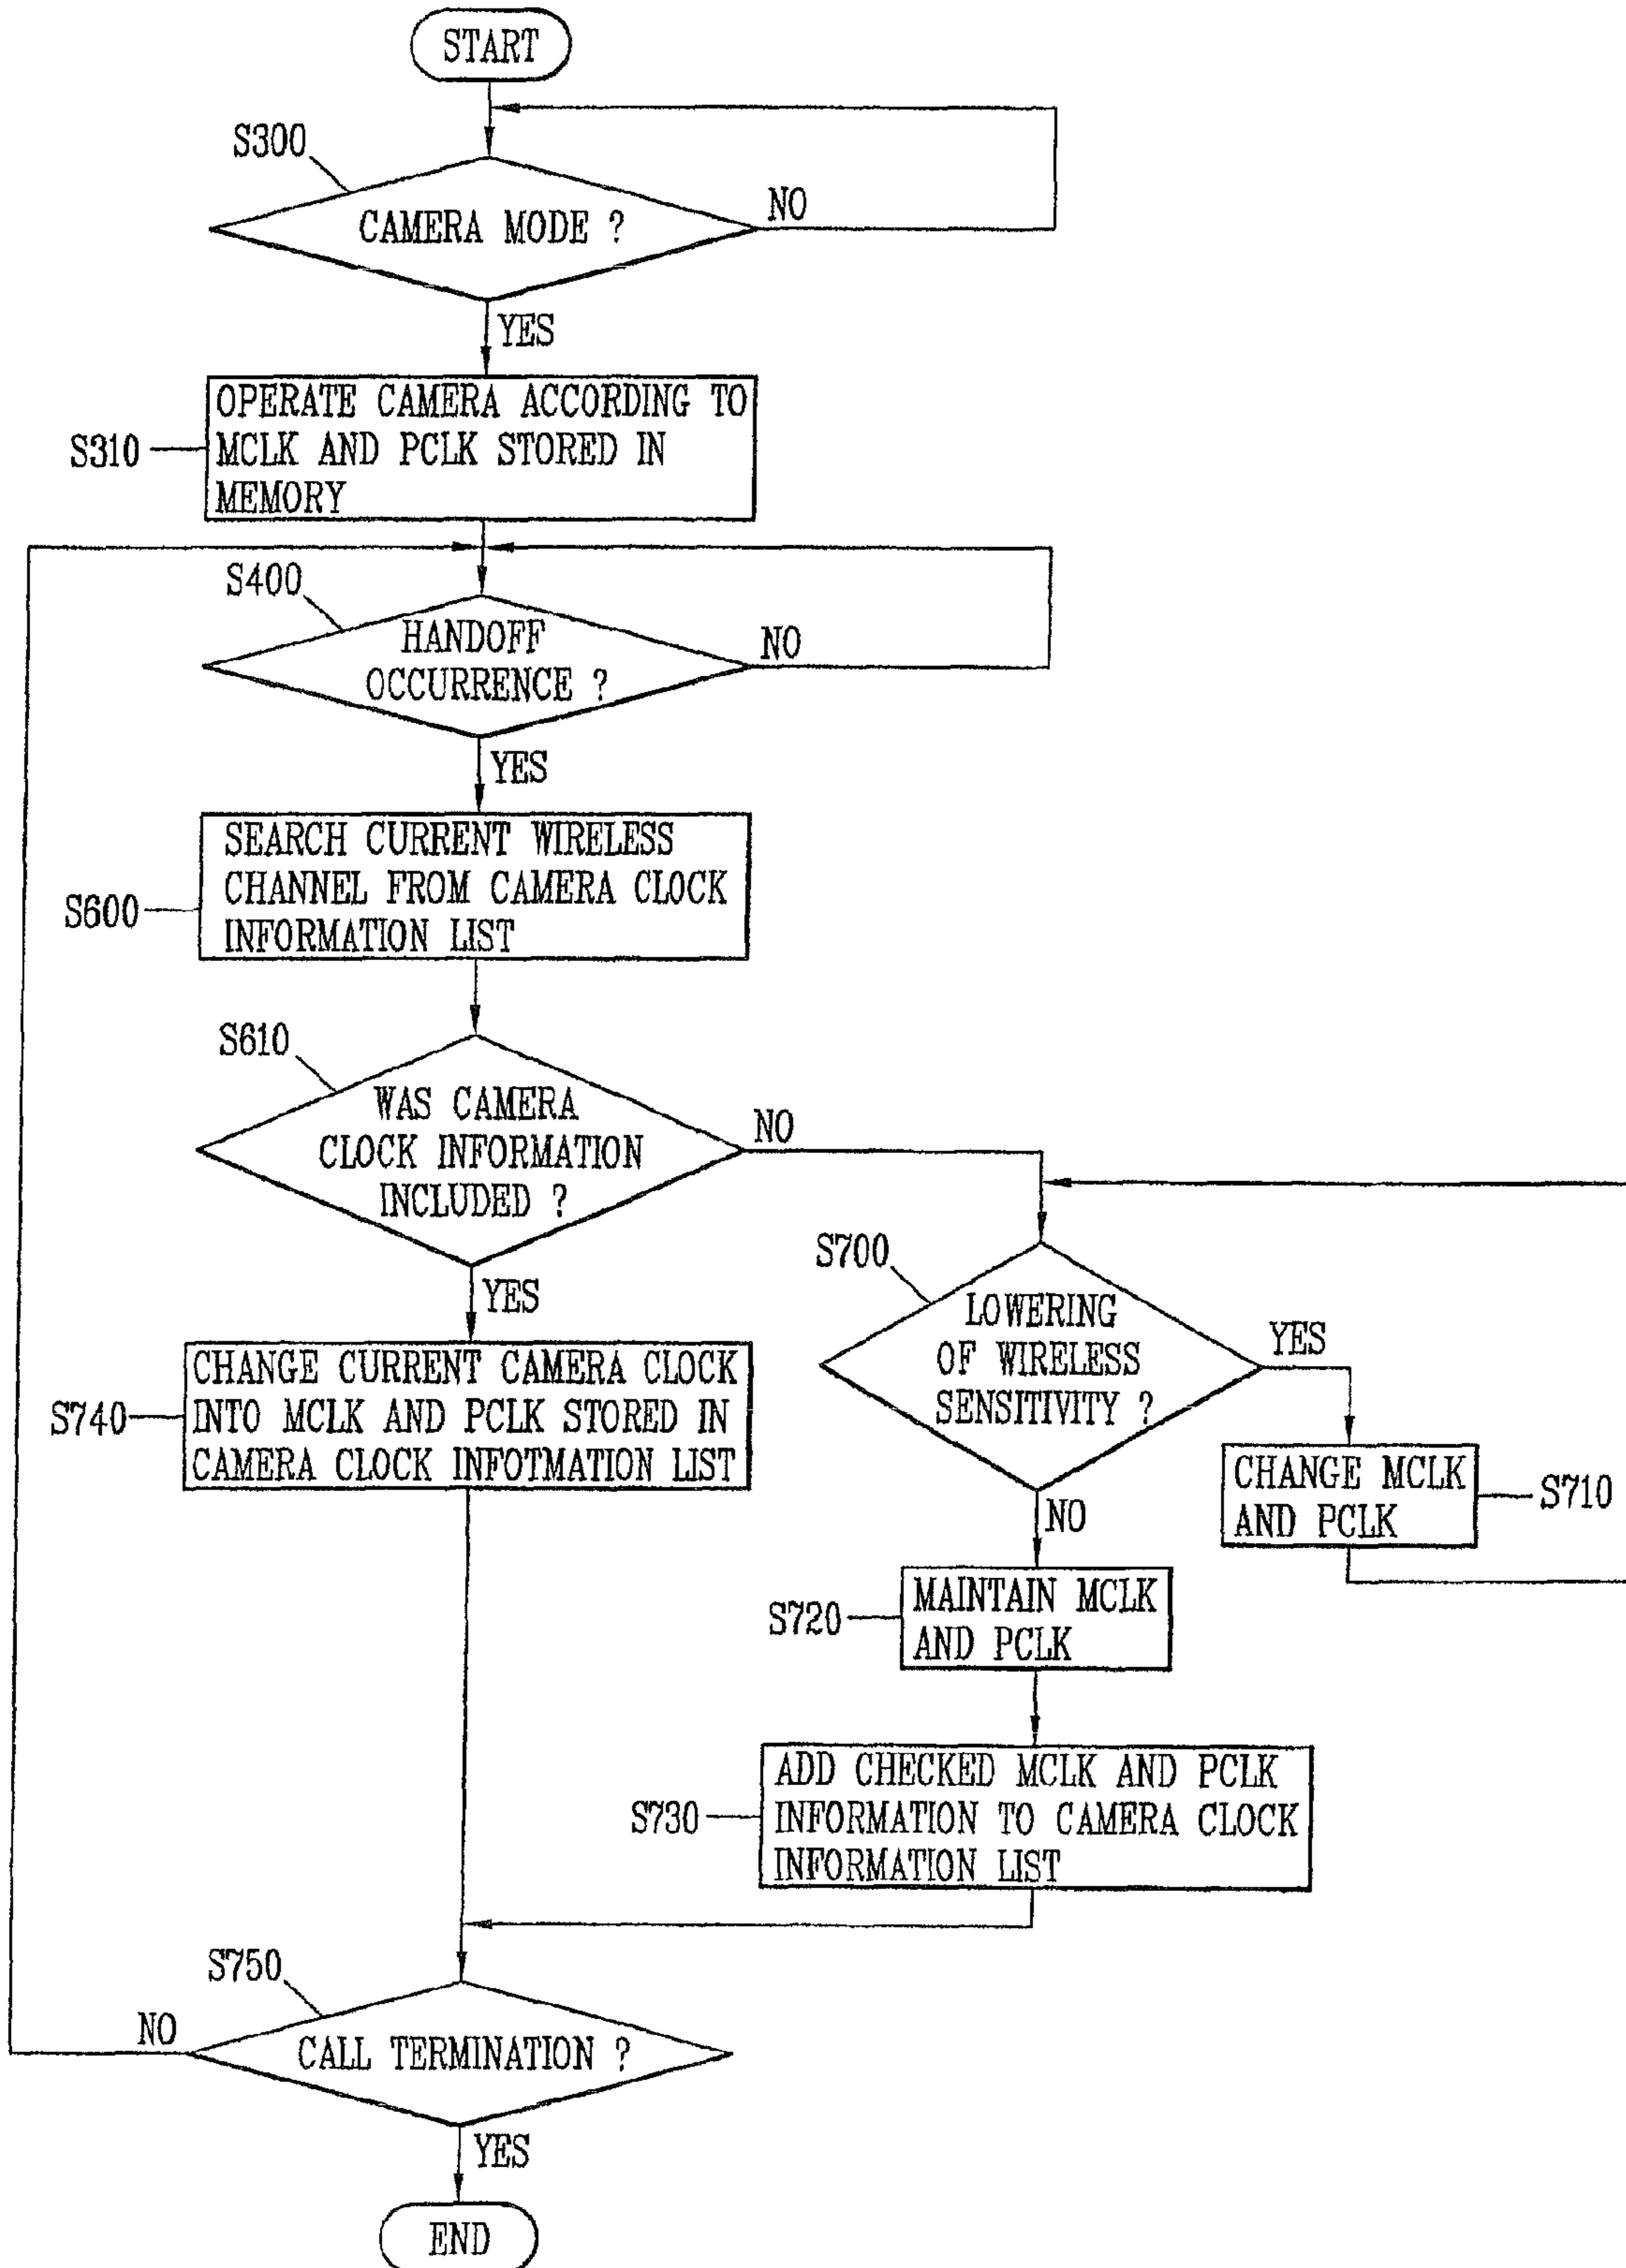 START
S300
CAMERA MODE ?
NO
YES
S310
OPERATE CAMERA ACCORDING TO
MCLK AND PCLK STORED IN
MEMORY
S400
HANDOFF
OCCURRENCE ?
NO
YES
S600
SEARCH CURRENT WIRELESS
CHANNEL FROM CAMERA CLOCK
INFORMATION LIST
S610
WAS CAMERA
CLOCK INFORMATION
INCLUDED ?
NO
YES
S740
CHANGE CURRENT CAMERA CLOCK
INTO MCLK AND PCLK STORED IN
CAMERA CLOCK INFOTMATION LIST
S700
LOWERING
OF WIRELESS
SENSITIVITY ?
YES
CHANGE MCLK
AND PCLK
S710
NO
S720
MAINTAIN MCLK
AND PCLK
S730
ADD CHECKED MCLK AND PCLK
INFORMATION TO CAMERA CLOCK
INFORMATION LIST
S750
NO
CALL TERMINATION ?
YES
END